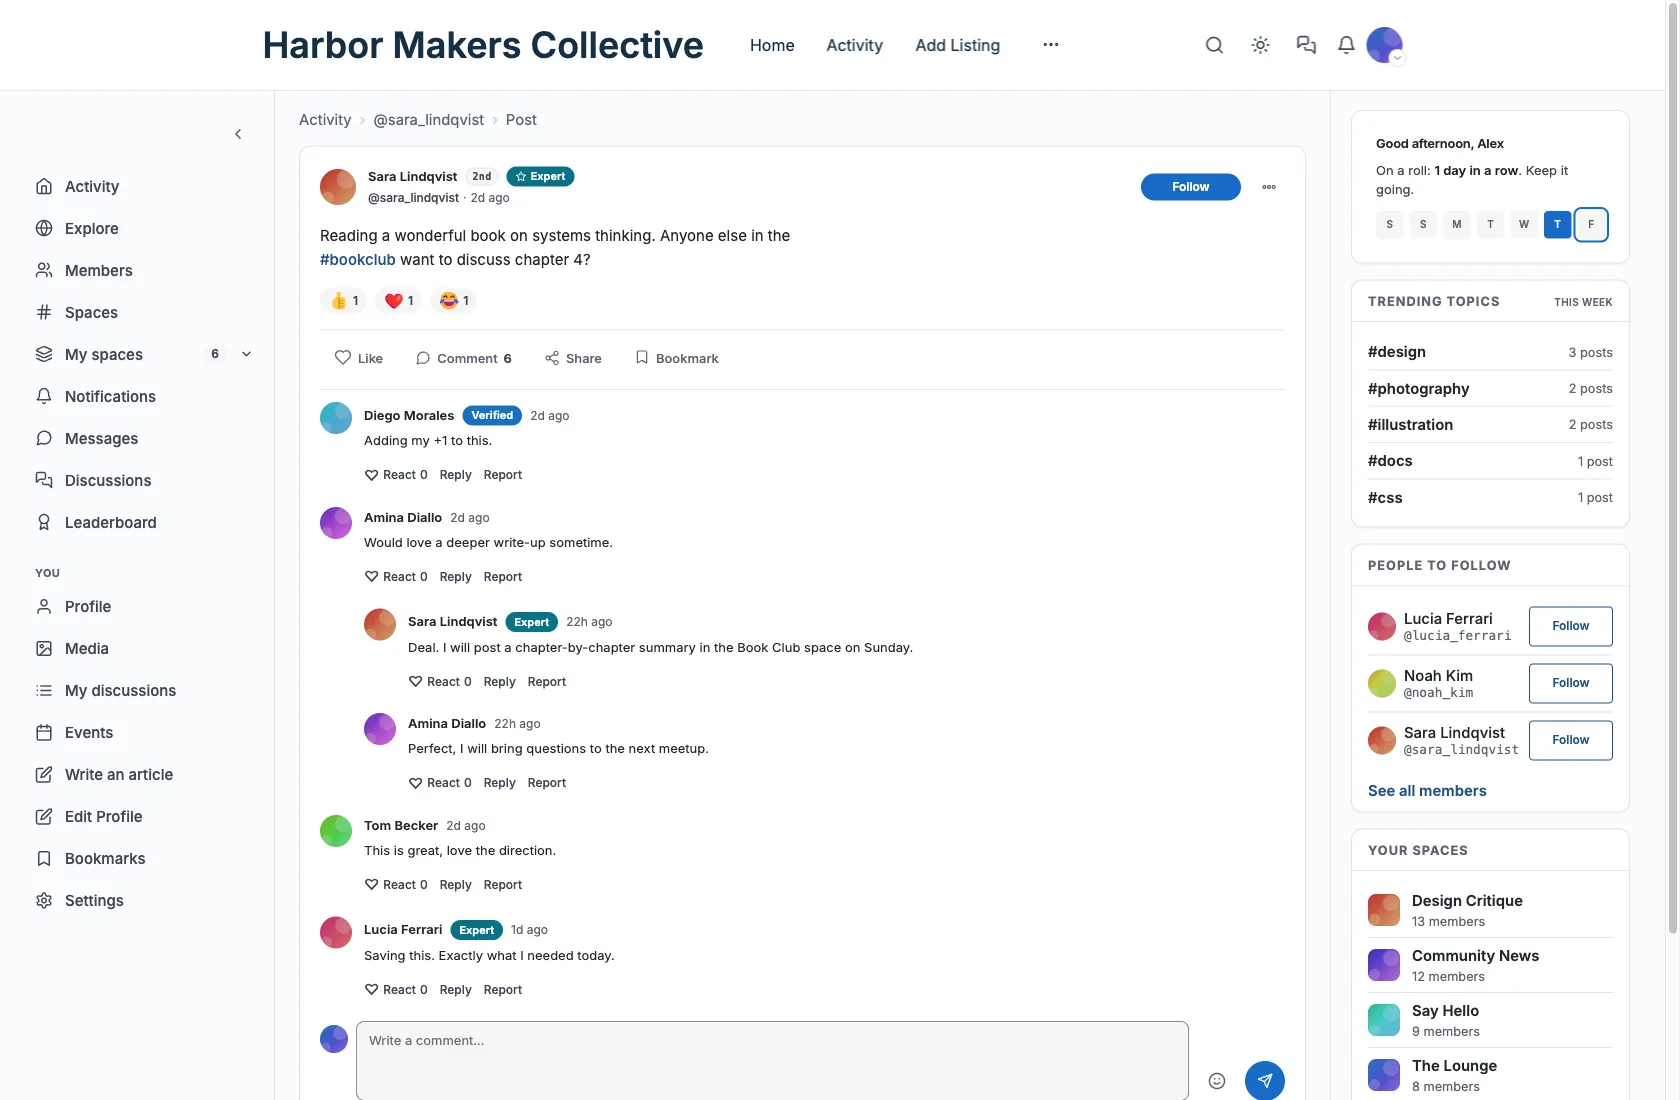 Harbor Makers Collective
Home
Activity
Add Listing
Activity
Explore
Members
Spaces
My spaces 6
Notifications
Messages
Discussions
Leaderboard
YOU
Profile
Media
My discussions
Events
Write an article
Edit Profile
Bookmarks
Settings
Activity > @sara_lindqvist > Post
Sara Lindqvist 2nd Expert
@sara_lindqvist · 2d ago
Follow
Reading a wonderful book on systems thinking. Anyone else in the
#bookclub want to discuss chapter 4?
👍 1 ❤️ 1 😂 1
Like Comment 6 Share Bookmark
Diego Morales Verified 2d ago
Adding my +1 to this.
React 0 Reply Report
Amina Diallo 2d ago
Would love a deeper write-up sometime.
React 0 Reply Report
Sara Lindqvist Expert 22h ago
Deal. I will post a chapter-by-chapter summary in the Book Club space on Sunday.
React 0 Reply Report
Amina Diallo 22h ago
Perfect, I will bring questions to the next meetup.
React 0 Reply Report
Tom Becker 2d ago
This is great, love the direction.
React 0 Reply Report
Lucia Ferrari Expert 1d ago
Saving this. Exactly what I needed today.
React 0 Reply Report
Write a comment...
Good afternoon, Alex
On a roll: 1 day in a row. Keep it
going.
S S M T W T F
TRENDING TOPICS THIS WEEK
#design 3 posts
#photography 2 posts
#illustration 2 posts
#docs 1 post
#css 1 post
PEOPLE TO FOLLOW
Lucia Ferrari
@lucia_ferrari
Follow
Noah Kim
@noah_kim
Follow
Sara Lindqvist
@sara_lindqvist
Follow
See all members
YOUR SPACES
Design Critique
13 members
Community News
12 members
Say Hello
9 members
The Lounge
8 members